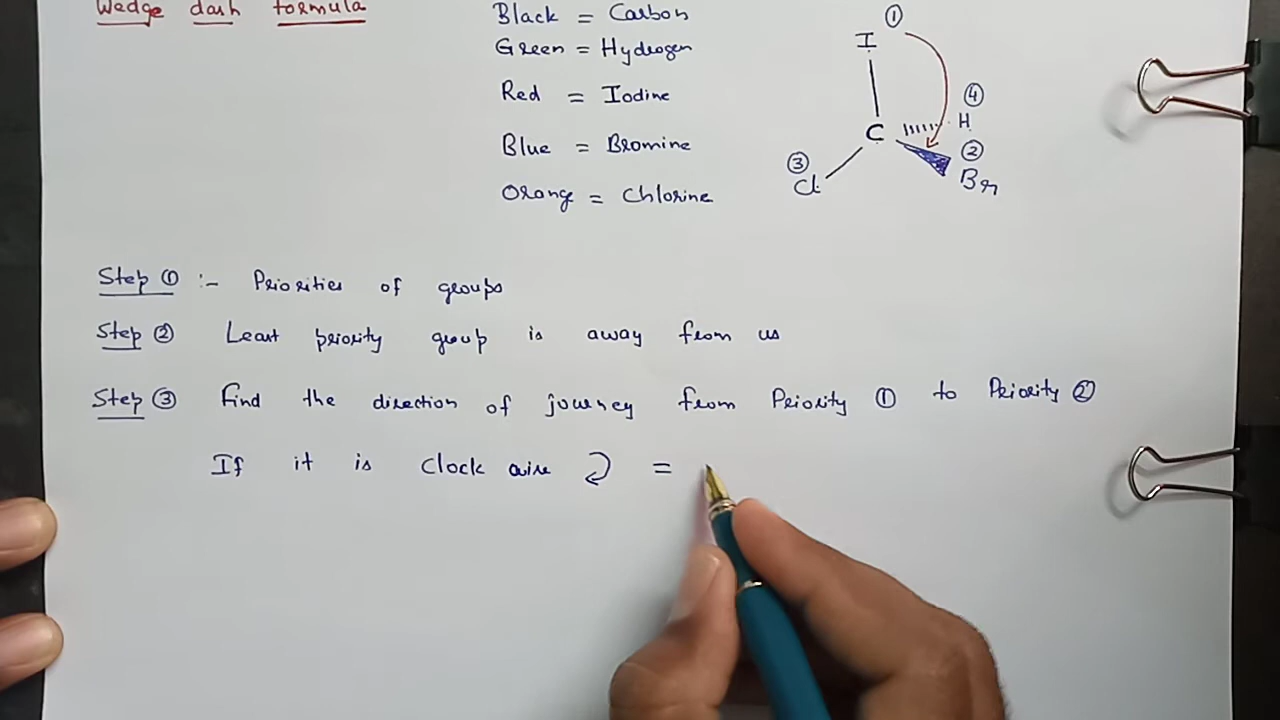 Wedge dash formula
Black = Carbon
Green = Hydrogen
Red = Iodine
Blue = Bromine
Orange = Chlorine
①
I
④
C H
③ ②
Cl Br
Step ① :- Priorities of groups
Step ② Least priority group is away from us
Step ③ Find the direction of journey from Priority ① to Priority ②
If it is clock wise =